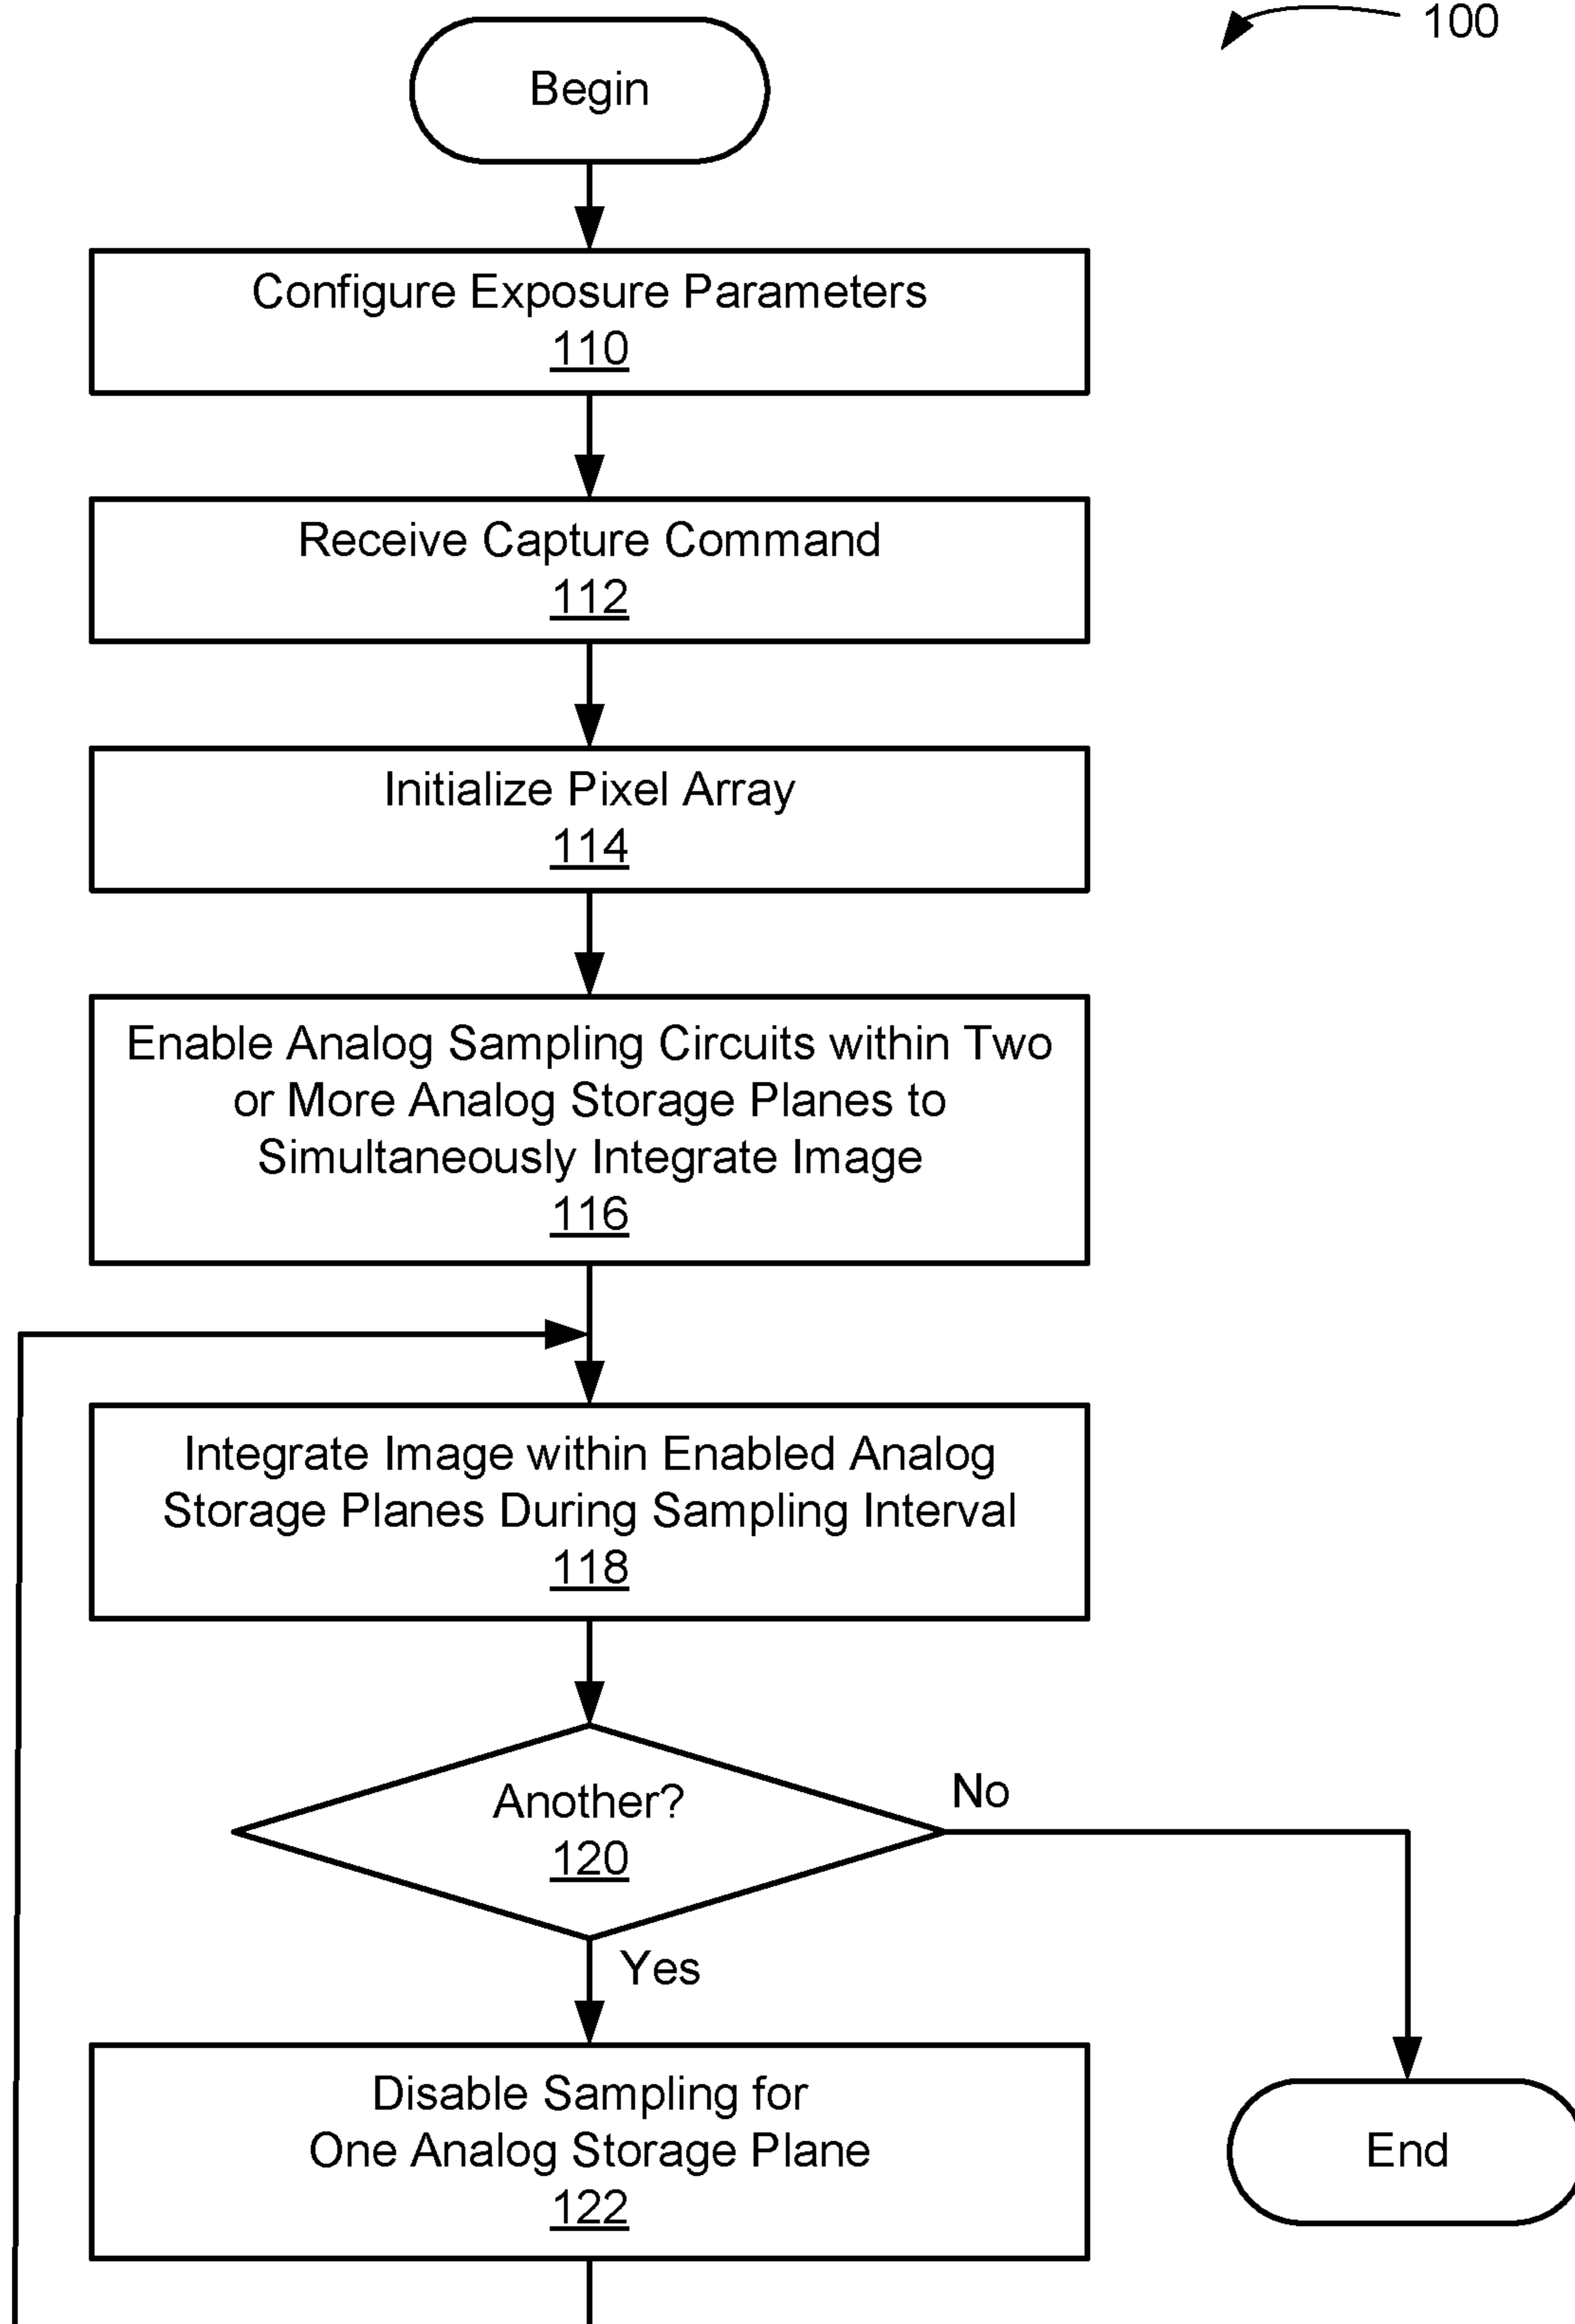 100
Begin
Configure Exposure Parameters
110
Receive Capture Command
112
Initialize Pixel Array
114
Enable Analog Sampling Circuits within Two
or More Analog Storage Planes to
Simultaneously Integrate Image
116
Integrate Image within Enabled Analog
Storage Planes During Sampling Interval
118
Another?
120
No
Yes
Disable Sampling for
One Analog Storage Plane
122
End